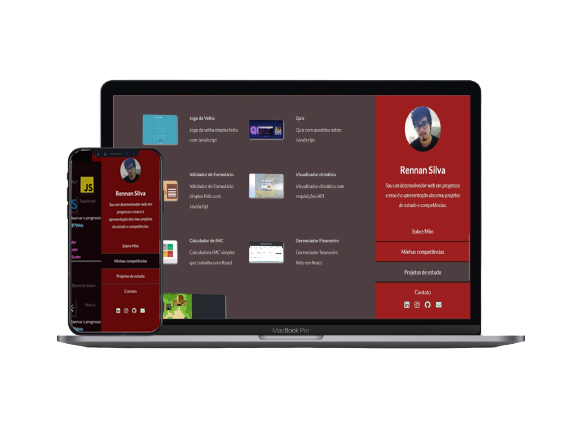 Jogo da Velha
Jogo da velha simples feito
com JavaScript
Quiz
Quiz com questões sobre
JavaScript
Validador de Formulário
Validador de Formulário
simples feito com
JavaScript
Visualizador climático
Visualizador climático com
requisições API
Calculador de IMC
Calculadora IMC simples
que trabalha com React
Gerenciador Financeiro
Gerenciador financeiro
feito em React
Rennan Silva
Sou um desenvolvedor web em progresso
e essa é a apresentação dos meus projetos
de estudo e competências.
Sobre Mim
Minhas competências
Projetos de estudo
Contato
MacBook Pro
JS
TypeScript
Rennan Silva
Sou um desenvolvedor web em
progresso e essa é a
apresentação dos meus projetos
de estudo e competências.
Sobre Mim
Minhas competências
Projetos de estudo
Contato